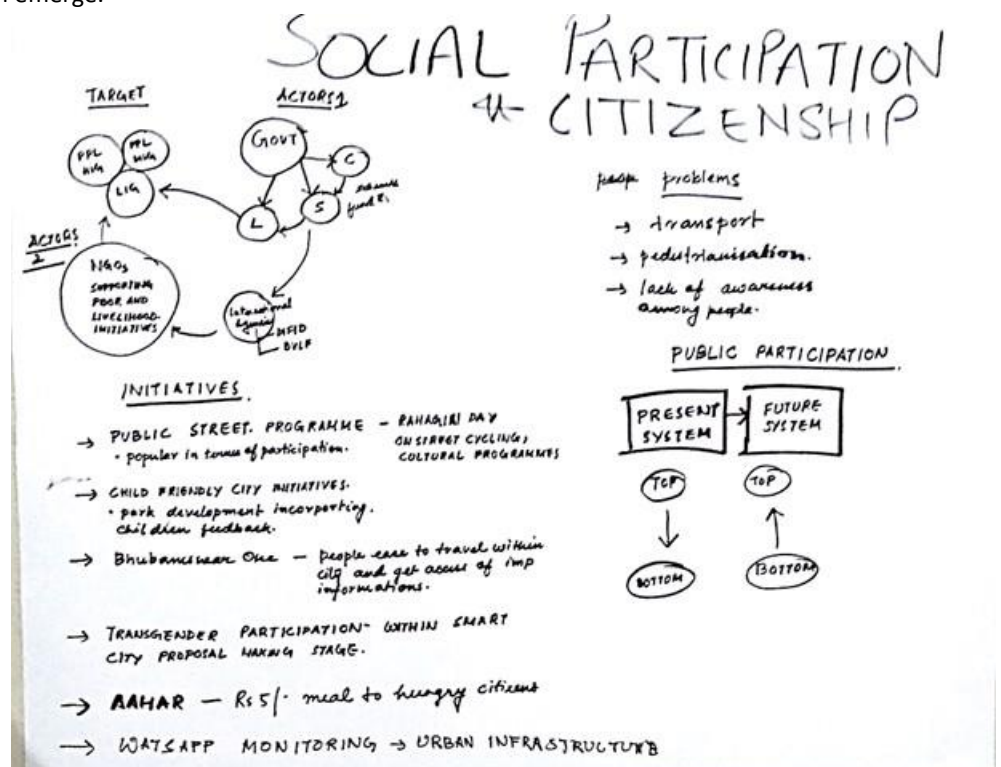 emerge.
SOCIAL PARTICIPATION
& CITIZENSHIP
TARGET
PPL
HIG
PPL
MIG
LIG
ACTORS 1
GOVT
C
S
L
ACTORS
2
NGOs
SUPPORTING
POOR AND
LIVELIHOOD
INITIATIVES
International
Agencies
DFID
problems
→ transport
→ pedestrianisation.
→ lack of awareness
among people.
PUBLIC PARTICIPATION.
PRESENT
SYSTEM
FUTURE
SYSTEM
TOP
BOTTOM
TOP
BOTTOM
INITIATIVES.
→ PUBLIC STREET. PROGRAMME - RAHAGIRI DAY
ON STREET CYCLING,
CULTURAL PROGRAMMES
• popular in terms of participation.
→ CHILD FRIENDLY CITY INITIATIVES.
• park development incorporting.
children feedback.
→ Bhubaneswar One - people ease to travel within
city and get access of imp
informations.
→ TRANSGENDER PARTICIPATION- WITHIN SMART
CITY PROPOSAL MAKING STAGE.
→ AAHAR - Rs 5/- meal to hungry citizens
→ WATSAPP MONITORING → URBAN INFRASTRUCTURE